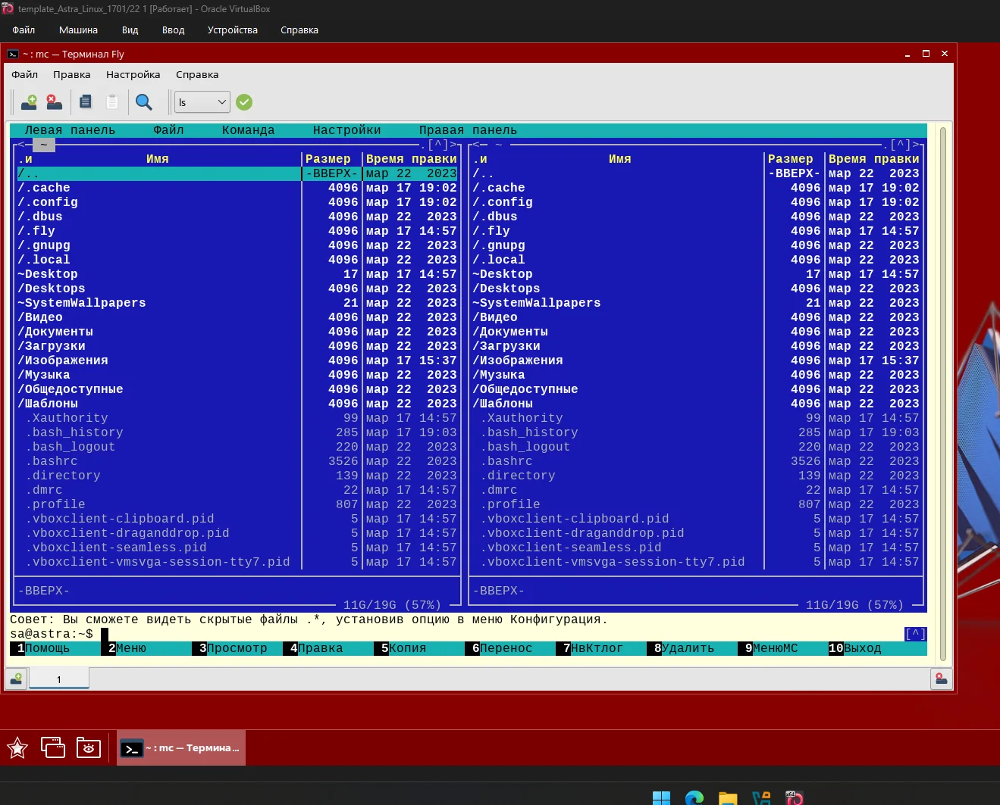 template_Astra_Linux_1701/22 1 [Работает] - Oracle VirtualBox
Файл Машина Вид Ввод Устройства Справка
~ : mc — Терминал Fly
Файл Правка Настройка Справка
ls
Левая панель Файл Команда Настройки Правая панель
<─ ~ .[^]> <─ ~ .[^]>
.и Имя Размер Время правки .и Имя Размер Время правки
/.. -ВВЕРХ- мар 22 2023 /.. -ВВЕРХ- мар 22 2023
/.cache 4096 мар 17 19:02 /.cache 4096 мар 17 19:02
/.config 4096 мар 17 19:02 /.config 4096 мар 17 19:02
/.dbus 4096 мар 22 2023 /.dbus 4096 мар 22 2023
/.fly 4096 мар 17 14:57 /.fly 4096 мар 17 14:57
/.gnupg 4096 мар 22 2023 /.gnupg 4096 мар 22 2023
/.local 4096 мар 22 2023 /.local 4096 мар 22 2023
~Desktop 17 мар 17 14:57 ~Desktop 17 мар 17 14:57
/Desktops 4096 мар 22 2023 /Desktops 4096 мар 22 2023
~SystemWallpapers 21 мар 22 2023 ~SystemWallpapers 21 мар 22 2023
/Видео 4096 мар 22 2023 /Видео 4096 мар 22 2023
/Документы 4096 мар 22 2023 /Документы 4096 мар 22 2023
/Загрузки 4096 мар 22 2023 /Загрузки 4096 мар 22 2023
/Изображения 4096 мар 17 15:37 /Изображения 4096 мар 17 15:37
/Музыка 4096 мар 22 2023 /Музыка 4096 мар 22 2023
/Общедоступные 4096 мар 22 2023 /Общедоступные 4096 мар 22 2023
/Шаблоны 4096 мар 22 2023 /Шаблоны 4096 мар 22 2023
.Xauthority 99 мар 17 14:57 .Xauthority 99 мар 17 14:57
.bash_history 285 мар 17 19:03 .bash_history 285 мар 17 19:03
.bash_logout 220 мар 22 2023 .bash_logout 220 мар 22 2023
.bashrc 3526 мар 22 2023 .bashrc 3526 мар 22 2023
.directory 139 мар 22 2023 .directory 139 мар 22 2023
.dmrc 22 мар 17 14:57 .dmrc 22 мар 17 14:57
.profile 807 мар 22 2023 .profile 807 мар 22 2023
.vboxclient-clipboard.pid 5 мар 17 14:57 .vboxclient-clipboard.pid 5 мар 17 14:57
.vboxclient-draganddrop.pid 5 мар 17 14:57 .vboxclient-draganddrop.pid 5 мар 17 14:57
.vboxclient-seamless.pid 5 мар 17 14:57 .vboxclient-seamless.pid 5 мар 17 14:57
.vboxclient-vmsvga-session-tty7.pid 5 мар 17 14:57 .vboxclient-vmsvga-session-tty7.pid 5 мар 17 14:57
-ВВЕРХ- -ВВЕРХ-
11G/19G (57%) 11G/19G (57%)
Совет: Вы сможете видеть скрытые файлы .*, установив опцию в меню Конфигурация.
sa@astra:~$ [^]
1Помощь 2Меню 3Просмотр 4Правка 5Копия 6Перенос 7НвКтлог 8Удалить 9МенюМС 10Выход
1
~ : mc — Термина...
x64